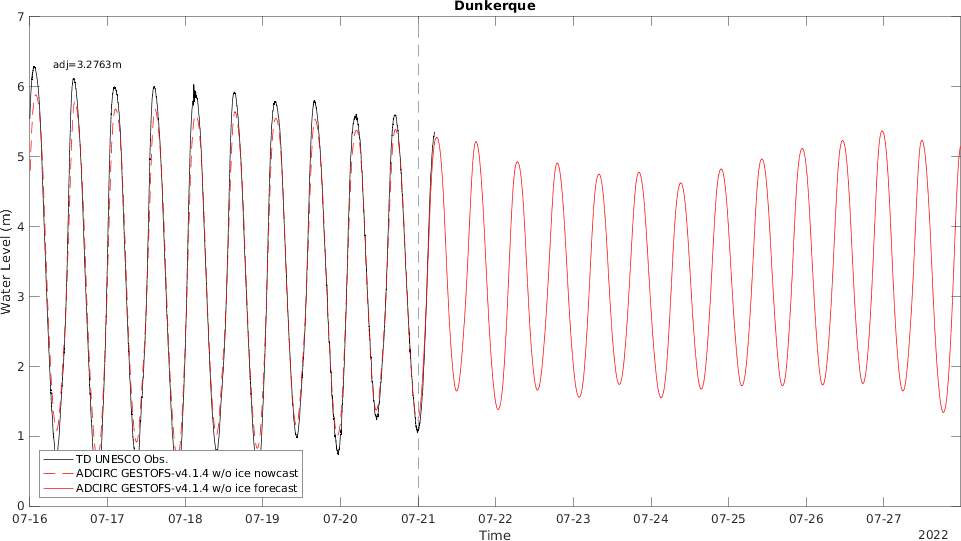 Dunkerque
adj=3.2763m
7
6
5
4
3
2
1
0
Water Level (m)
TD UNESCO Obs.
ADCIRC GESTOFS-v4.1.4 w/o ice nowcast
ADCIRC GESTOFS-v4.1.4 w/o ice forecast
07-16 07-17 07-18 07-19 07-20 07-21 07-22 07-23 07-24 07-25 07-26 07-27
Time
2022